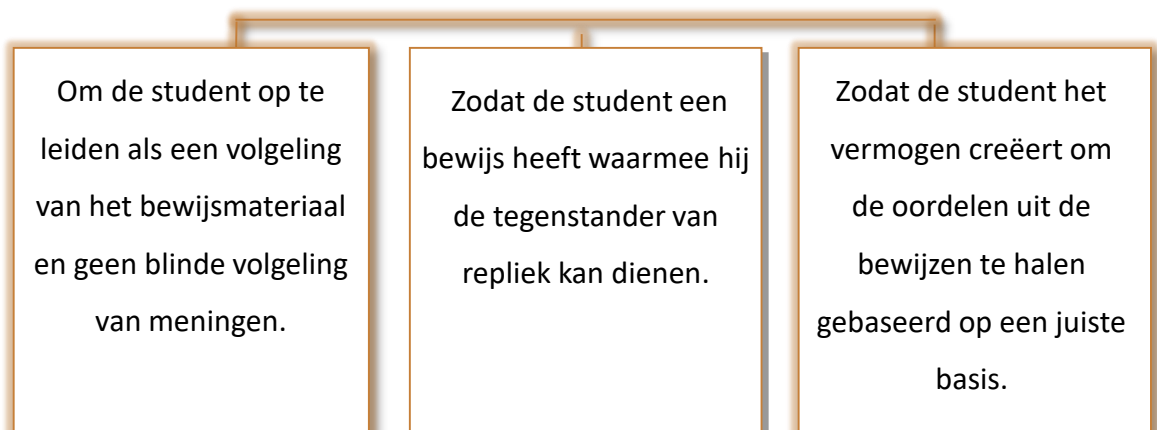 Om de student op te
leiden als een volgeling
van het bewijsmateriaal
en geen blinde volgeling
van meningen.
Zodat de student een
bewijs heeft waarmee hij
de tegenstander van
repliek kan dienen.
Zodat de student het
vermogen creëert om
de oordelen uit de
bewijzen te halen
gebaseerd op een juiste
basis.